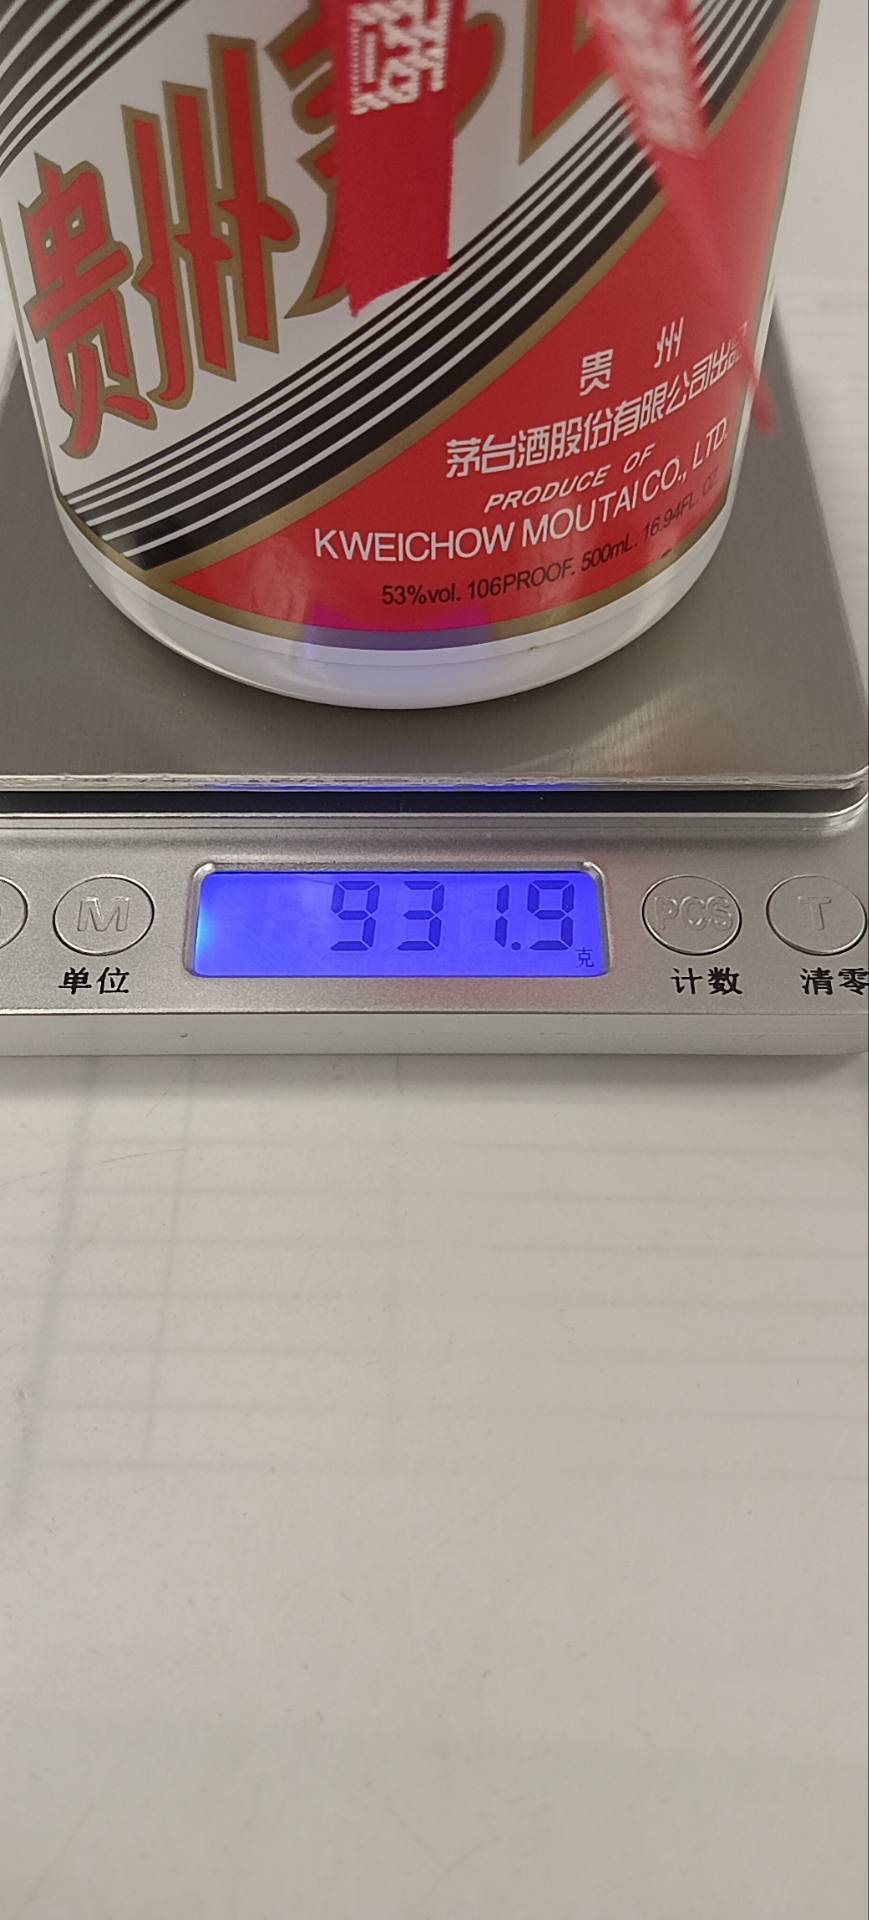 贵州茅
贵 州
茅台酒股份有限公司出品
PRODUCE OF
KWEICHOW MOUTAI CO., LTD.
53%vol. 106PROOF. 500mL. 16.94FL. OZ
931.9
克
M
PCS
T
单位
计数
清零